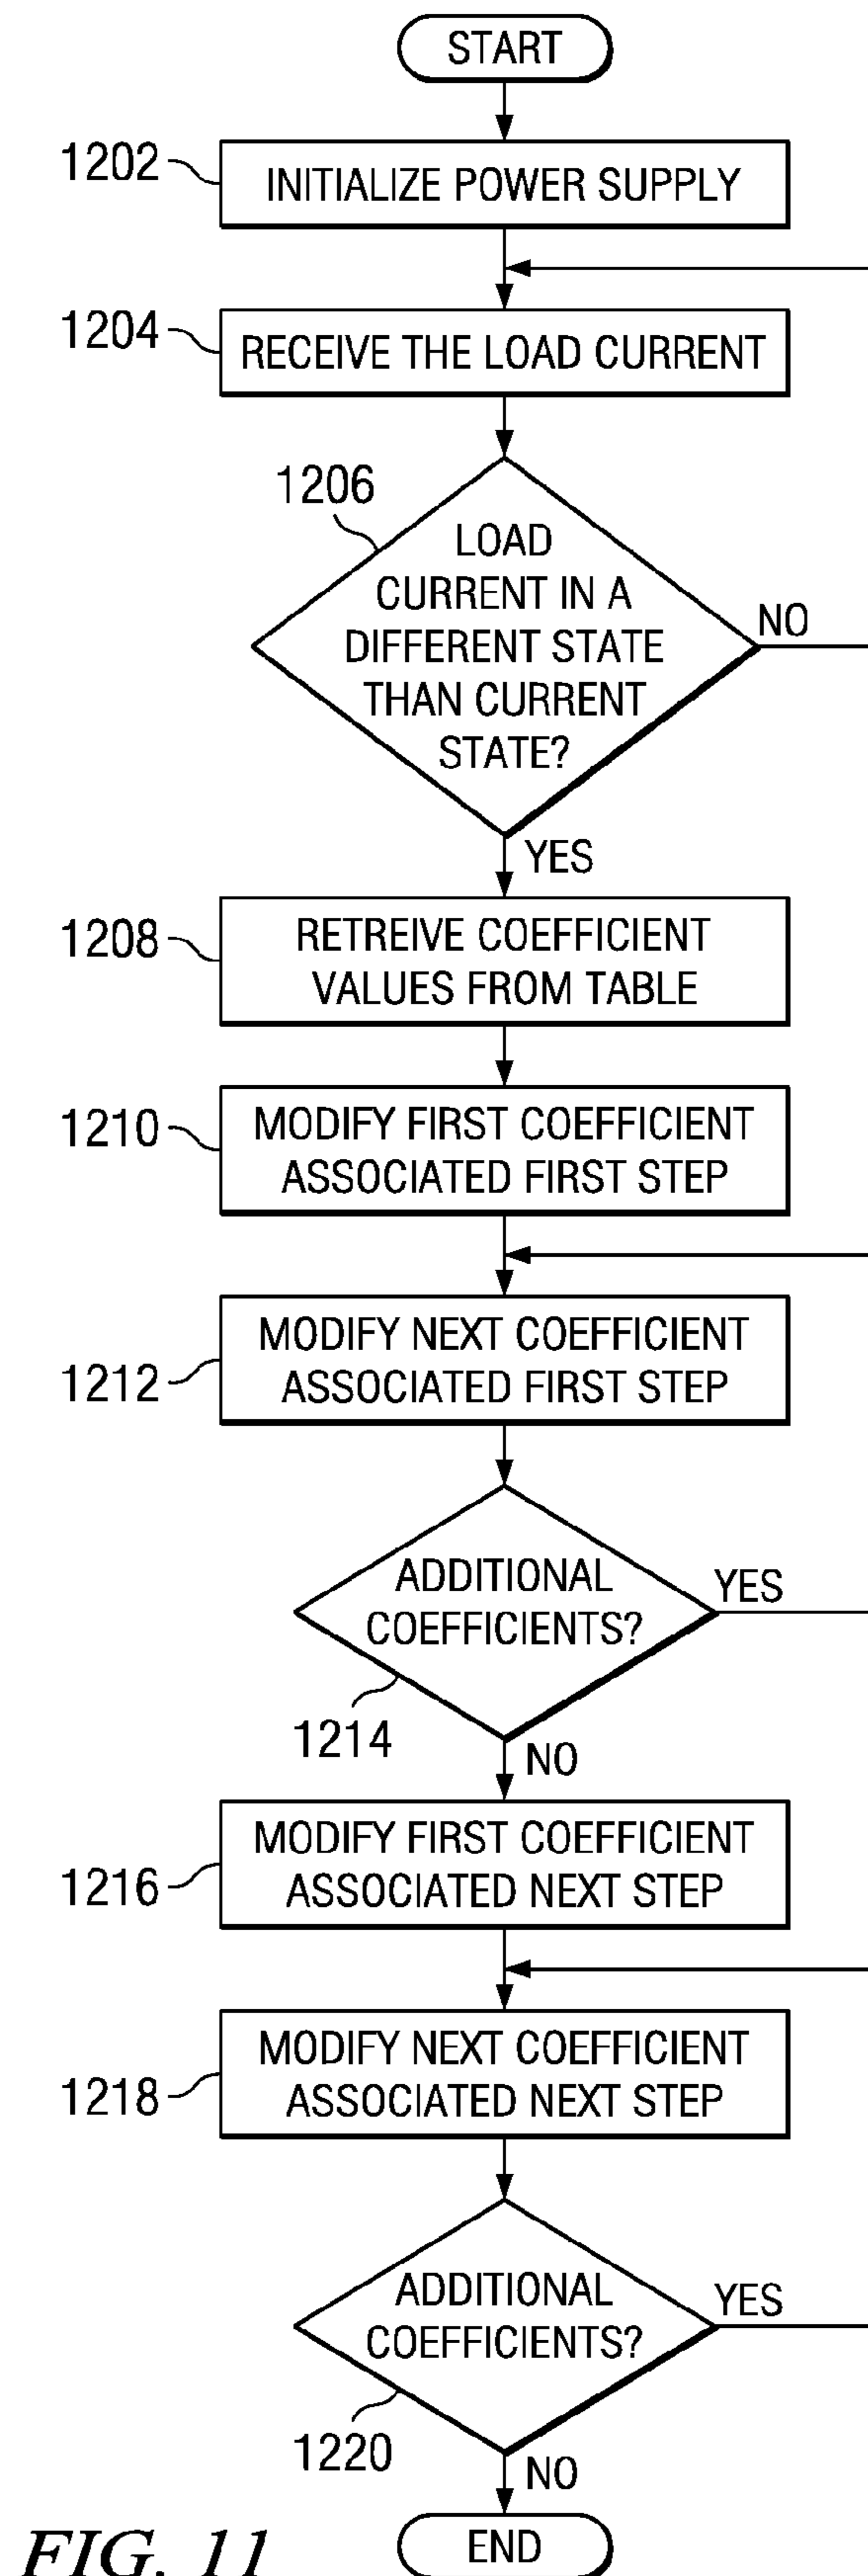 START
1202
INITIALIZE POWER SUPPLY
1204
RECEIVE THE LOAD CURRENT
1206
LOAD
CURRENT IN A
DIFFERENT STATE
THAN CURRENT
STATE?
NO
YES
1208
RETREIVE COEFFICIENT
VALUES FROM TABLE
1210
MODIFY FIRST COEFFICIENT
ASSOCIATED FIRST STEP
1212
MODIFY NEXT COEFFICIENT
ASSOCIATED FIRST STEP
ADDITIONAL
COEFFICIENTS?
YES
1214
NO
1216
MODIFY FIRST COEFFICIENT
ASSOCIATED NEXT STEP
1218
MODIFY NEXT COEFFICIENT
ASSOCIATED NEXT STEP
ADDITIONAL
COEFFICIENTS?
YES
1220
NO
END
FIG. 11